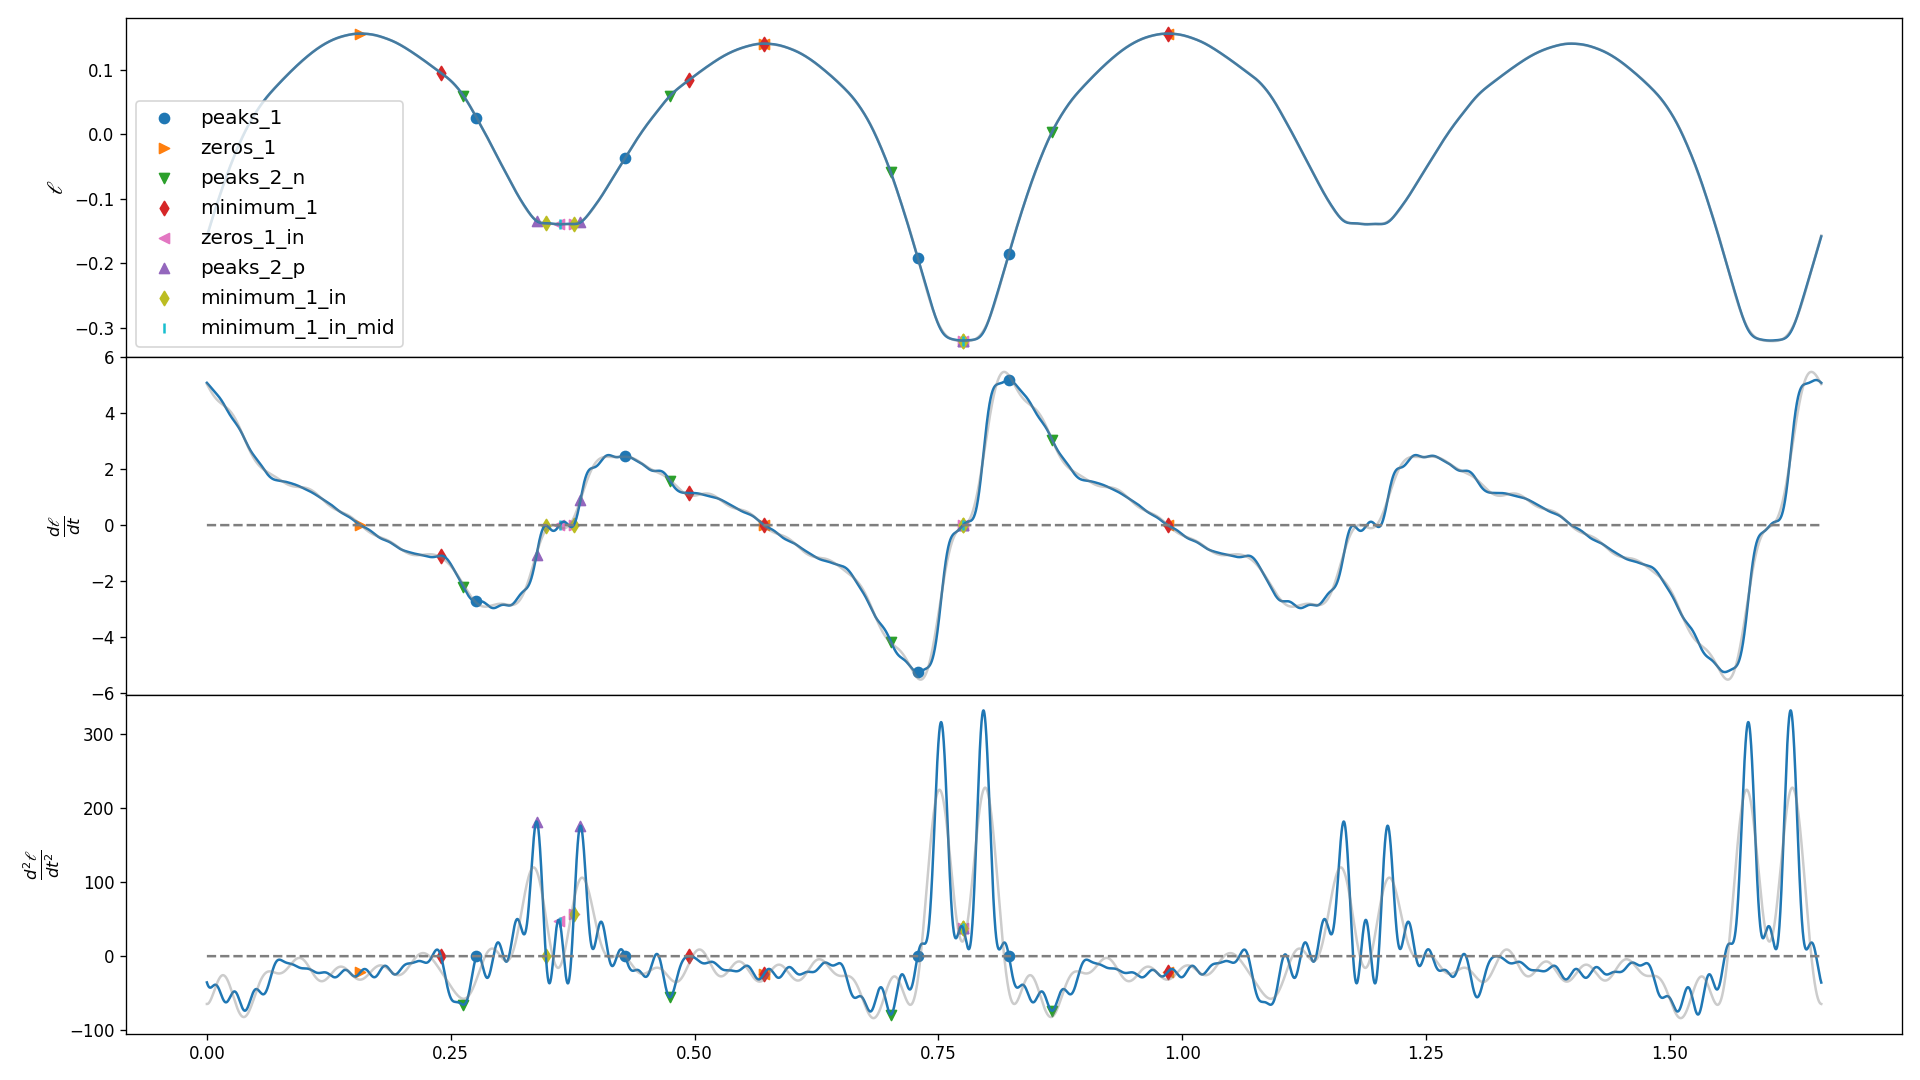 0.1
0.0
−0.1
−0.2
−0.3
ℓ
peaks_1
zeros_1
peaks_2_n
minimum_1
zeros_1_in
peaks_2_p
minimum_1_in
minimum_1_in_mid
6
4
2
0
−2
−4
−6
dℓ
dt
300
200
100
0
−100
d²ℓ
dt²
0.00 0.25 0.50 0.75 1.00 1.25 1.50